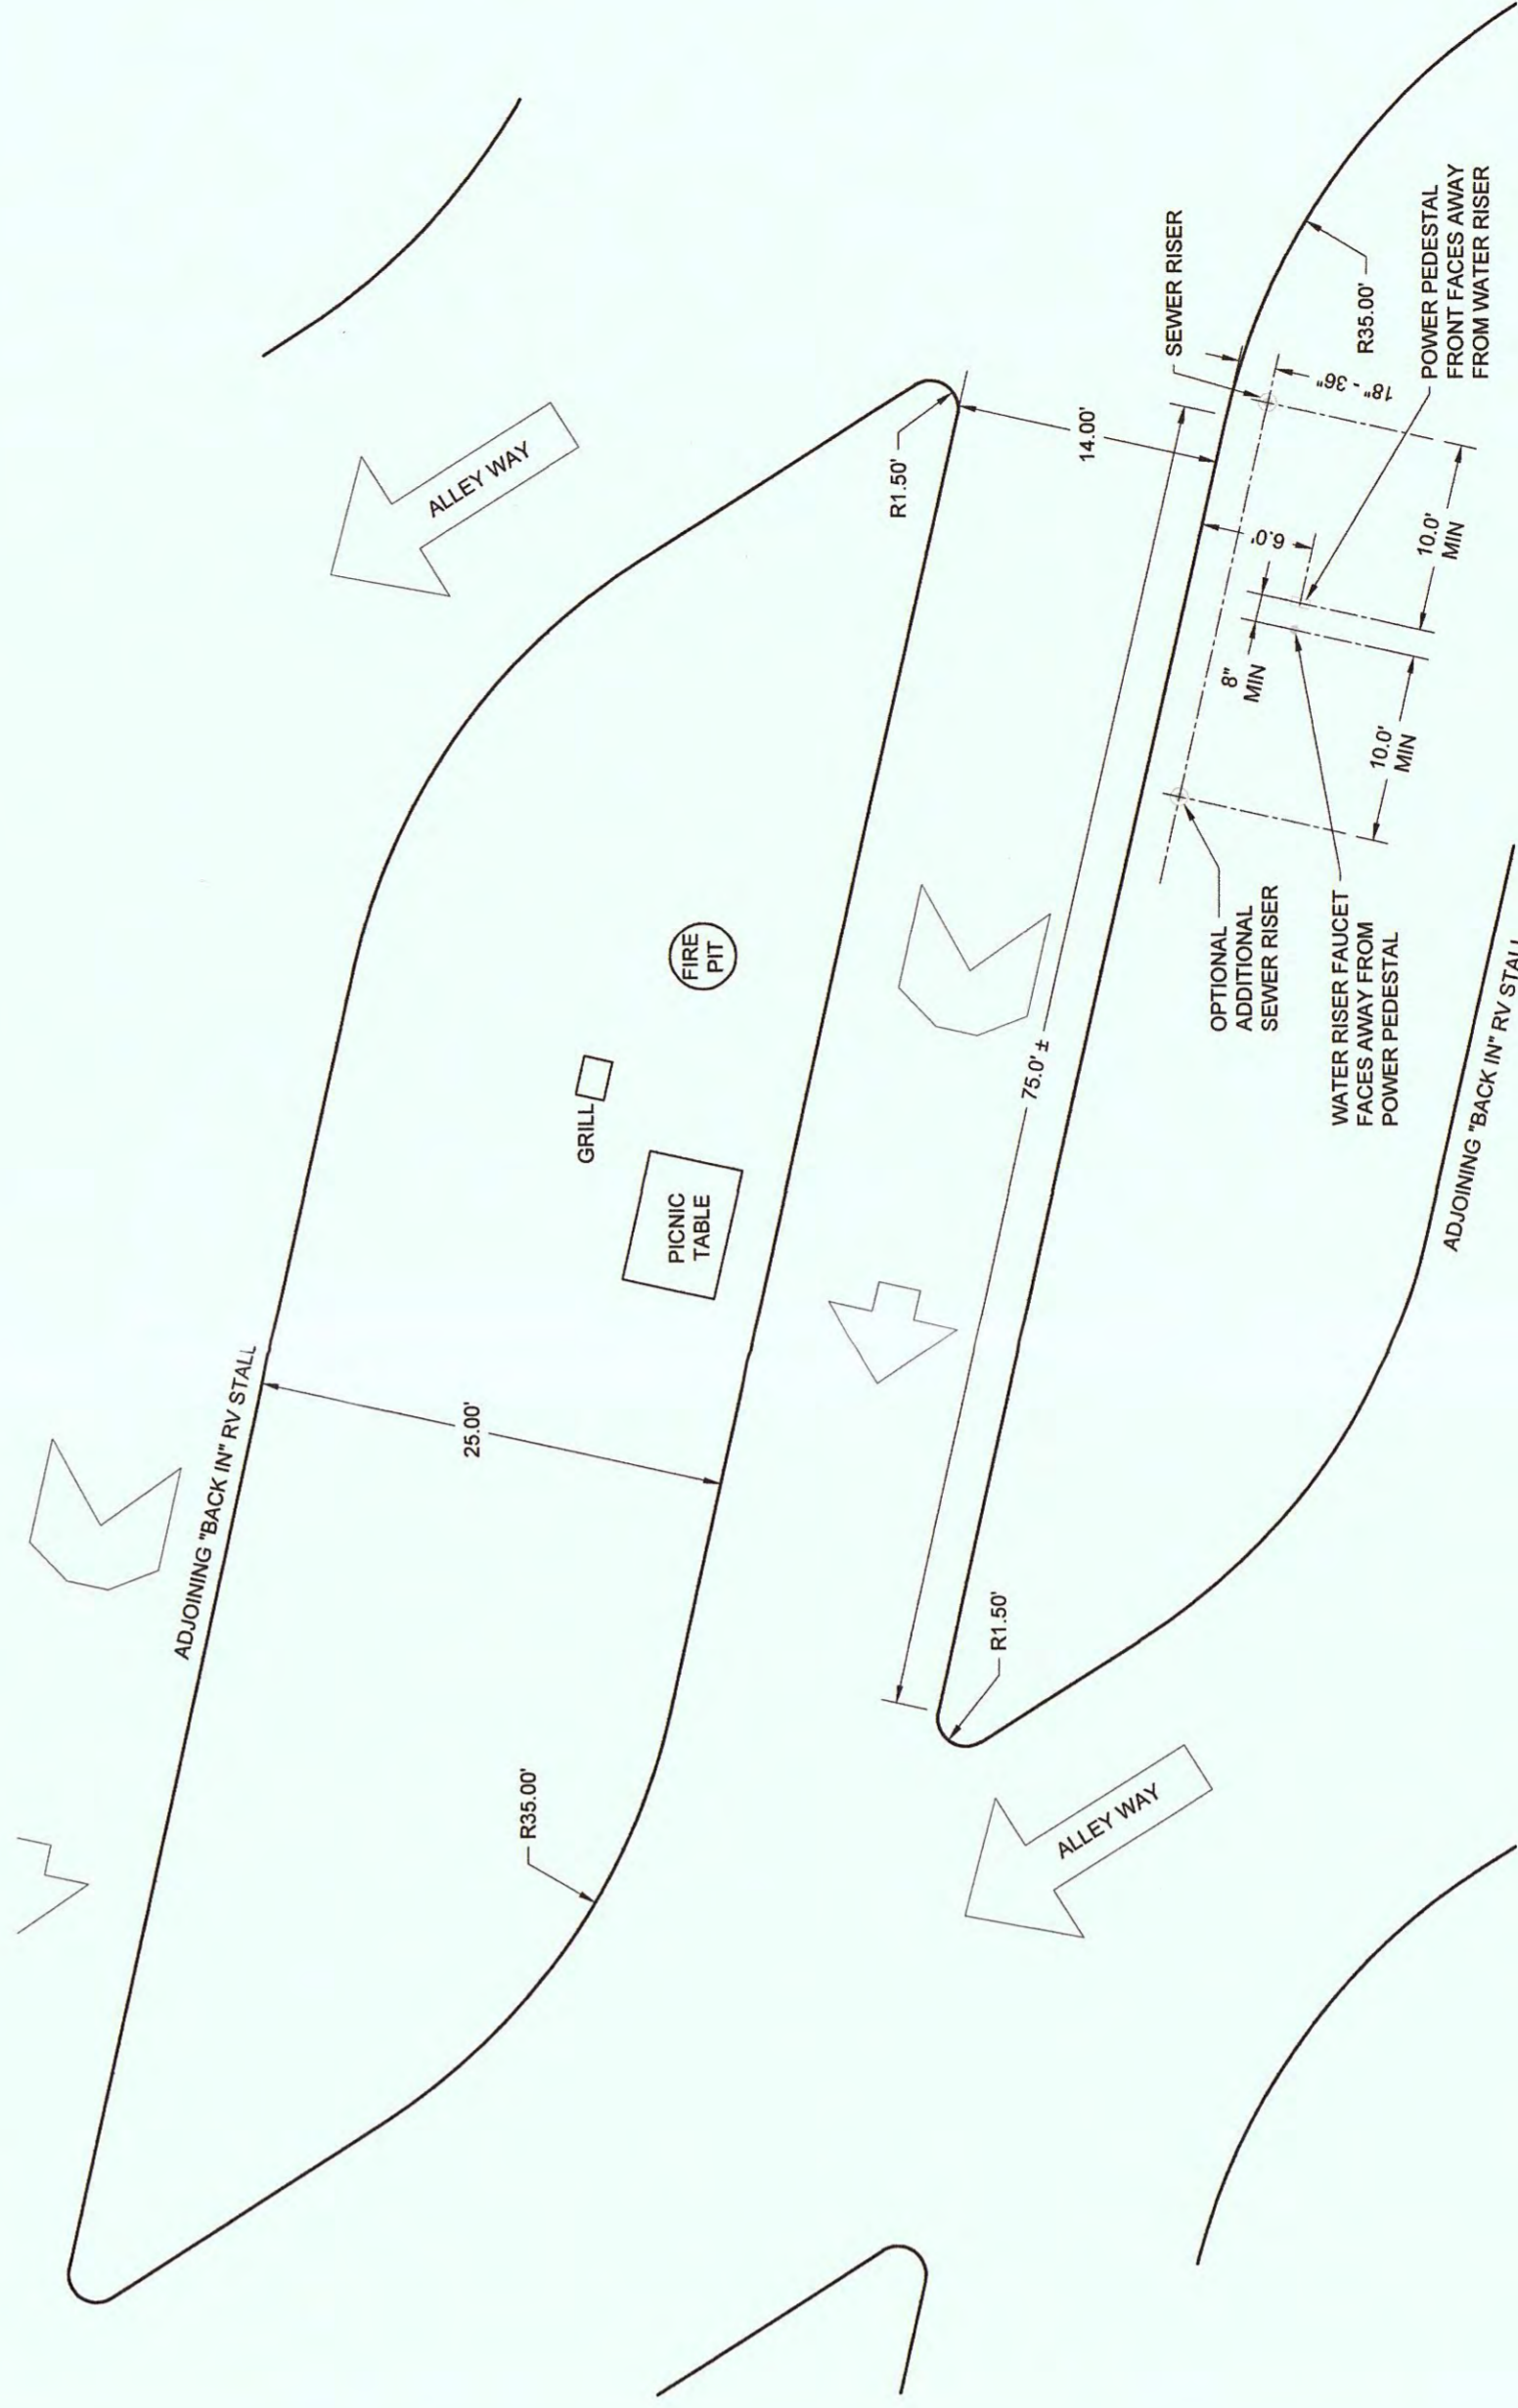 ALLEY WAY
SEWER RISER
18" - 36"
R35.00'
POWER PEDESTAL
FRONT FACES AWAY
FROM WATER RISER
R1.50'
14.00'
6.0'
10.0'
MIN
8"
MIN
10.0'
MIN
FIRE
PIT
GRILL
PICNIC
TABLE
75.0' ±
OPTIONAL
ADDITIONAL
SEWER RISER
WATER RISER FAUCET
FACES AWAY FROM
POWER PEDESTAL
ADJOINING "BACK IN" RV STALL
25.00'
ADJOINING "BACK IN" RV STALL
R1.50'
R35.00'
ALLEY WAY